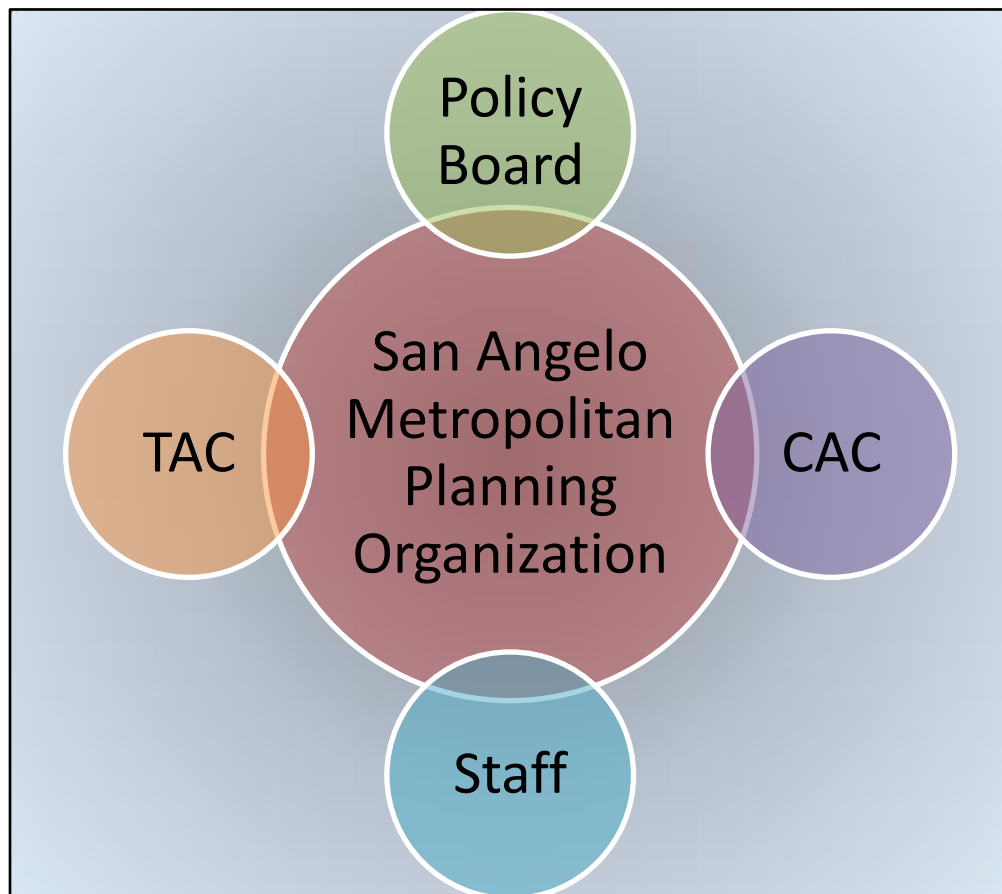 Policy
Board
San Angelo
Metropolitan
Planning
Organization
TAC
CAC
Staff